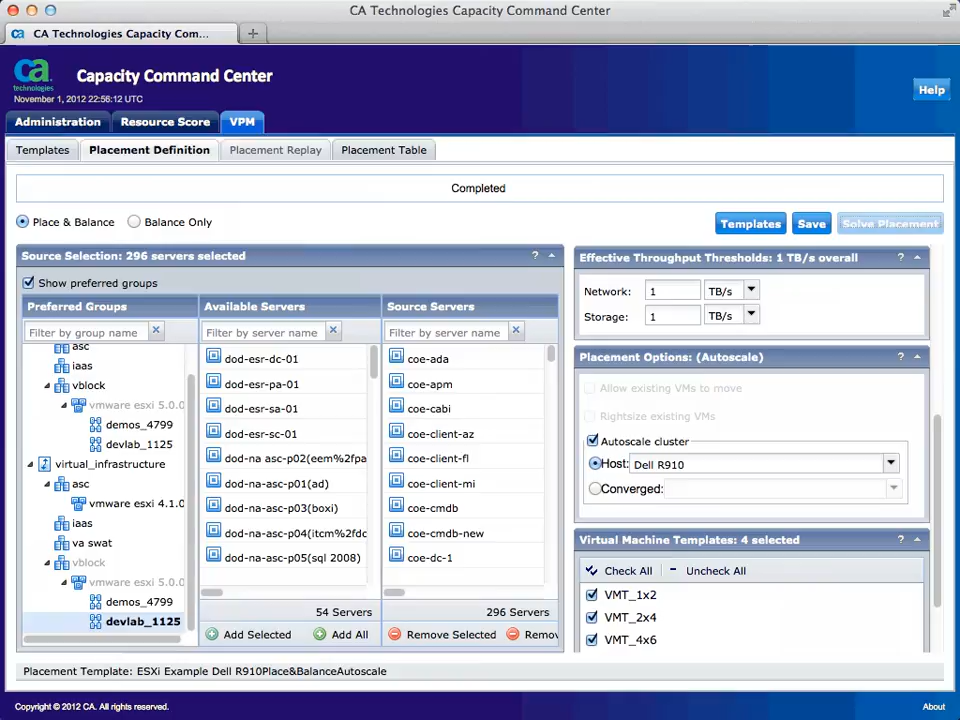 CA Technologies Capacity Command Center
ca CA Technologies Capacity Com...
ca technologies
Capacity Command Center
November 1, 2012 22:56:12 UTC
Help
Administration Resource Score VPM
Templates Placement Definition Placement Replay Placement Table
Completed
Place & Balance Balance Only
Templates Save Solve Placement
Source Selection: 296 servers selected ?
Show preferred groups
Preferred Groups
Filter by group name
asc
iaas
vblock
vmware esxi 5.0.0
demos_4799
devlab_1125
virtual_infrastructure
asc
vmware esxi 4.1.0
iaas
va swat
vblock
vmware esxi 5.0.0
demos_4799
devlab_1125
Available Servers
Filter by server name
dod-esr-dc-01
dod-esr-pa-01
dod-esr-sa-01
dod-esr-sc-01
dod-na asc-p02(eem%2fpa
dod-na-asc-p01(ad)
dod-na-asc-p03(boxi)
dod-na-asc-p04(itcm%2fdc
dod-na-asc-p05(sql 2008)
54 Servers
Add Selected Add All
Source Servers
Filter by server name
coe-ada
coe-apm
coe-cabi
coe-client-az
coe-client-fl
coe-client-mi
coe-cmdb
coe-cmdb-new
coe-dc-1
296 Servers
Remove Selected Remov
Effective Throughput Thresholds: 1 TB/s overall ?
Network: 1 TB/s
Storage: 1 TB/s
Placement Options: (Autoscale) ?
Allow existing VMs to move
Rightsize existing VMs
Autoscale cluster
Host: Dell R910
Converged:
Virtual Machine Templates: 4 selected ?
Check All Uncheck All
VMT_1x2
VMT_2x4
VMT_4x6
Placement Template: ESXi Example Dell R910Place&BalanceAutoscale
Copyright © 2012 CA. All rights reserved.
About